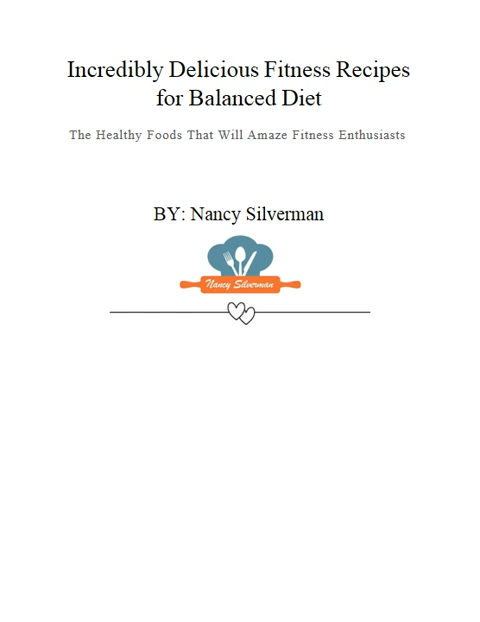 Incredibly Delicious Fitness Recipes
for Balanced Diet
The Healthy Foods That Will Amaze Fitness Enthusiasts
BY: Nancy Silverman
Nancy Silverman